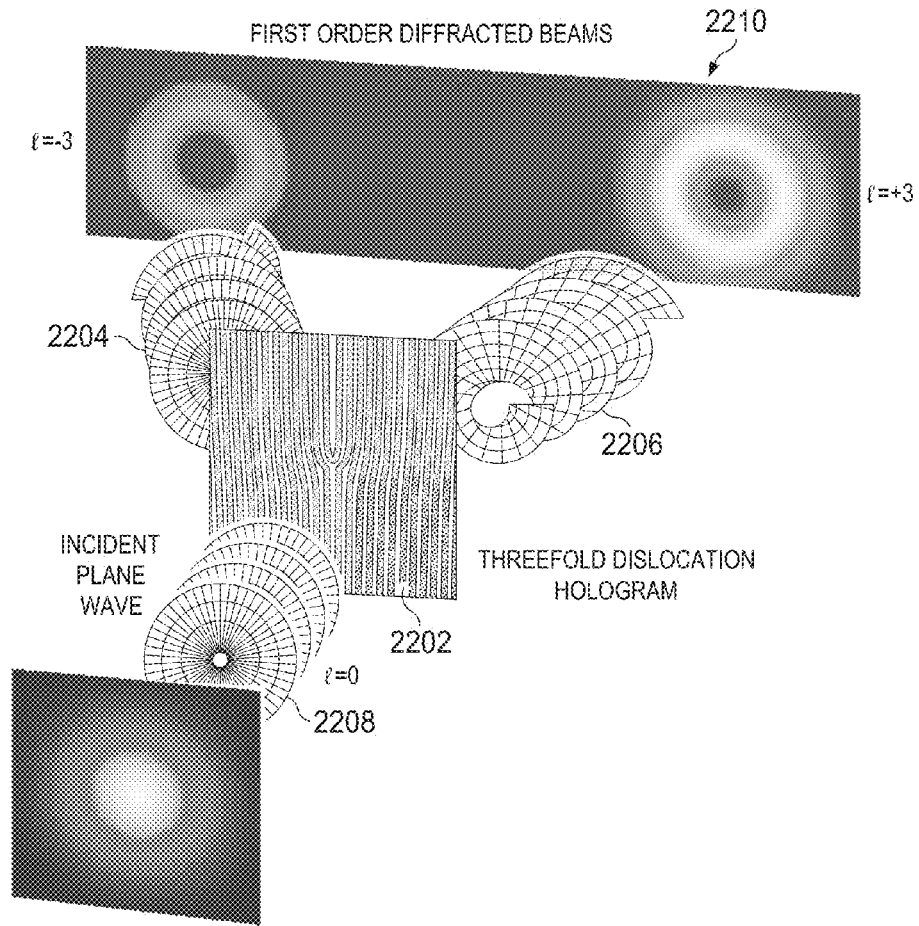 FIRST ORDER DIFFRACTED BEAMS
2210
ℓ=-3
ℓ=+3
2204
2206
INCIDENT
PLANE
WAVE
THREEFOLD DISLOCATION
HOLOGRAM
2202
ℓ=0
2208